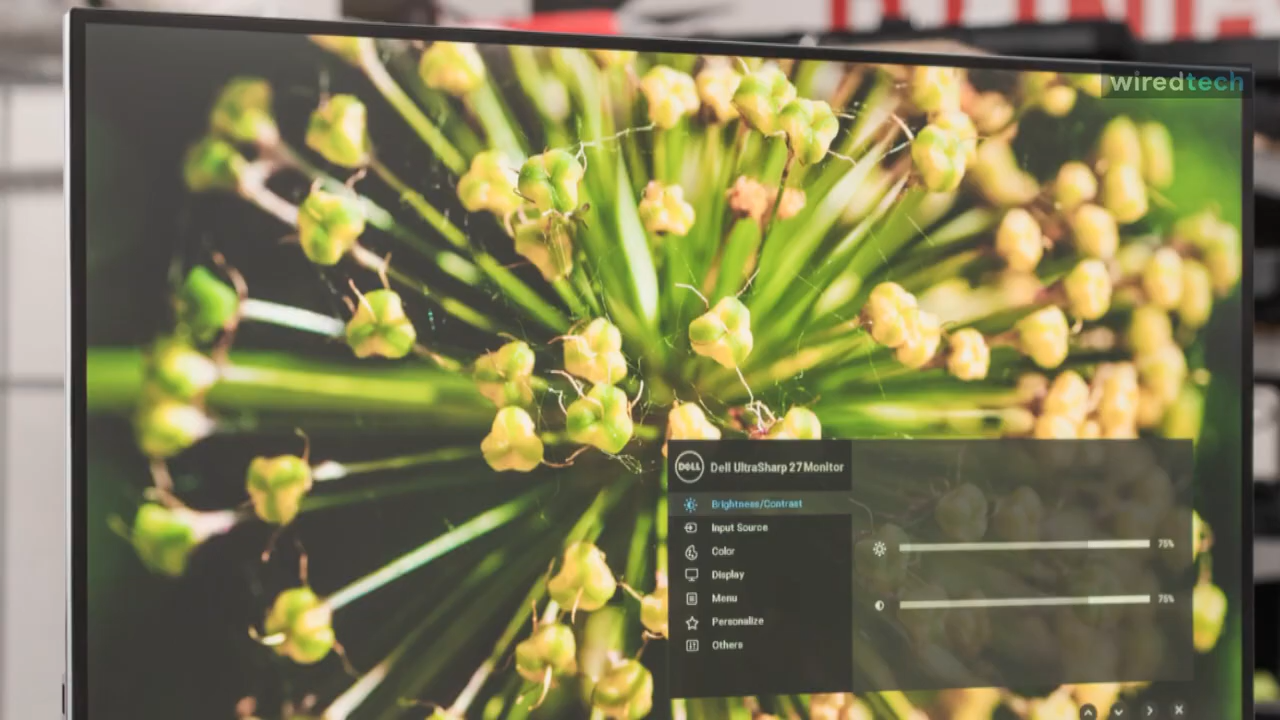 wiredtech
DELL
Dell UltraSharp 27 Monitor
Brightness/Contrast
Input Source
Color
Display
Menu
Personalize
Others
75%
75%